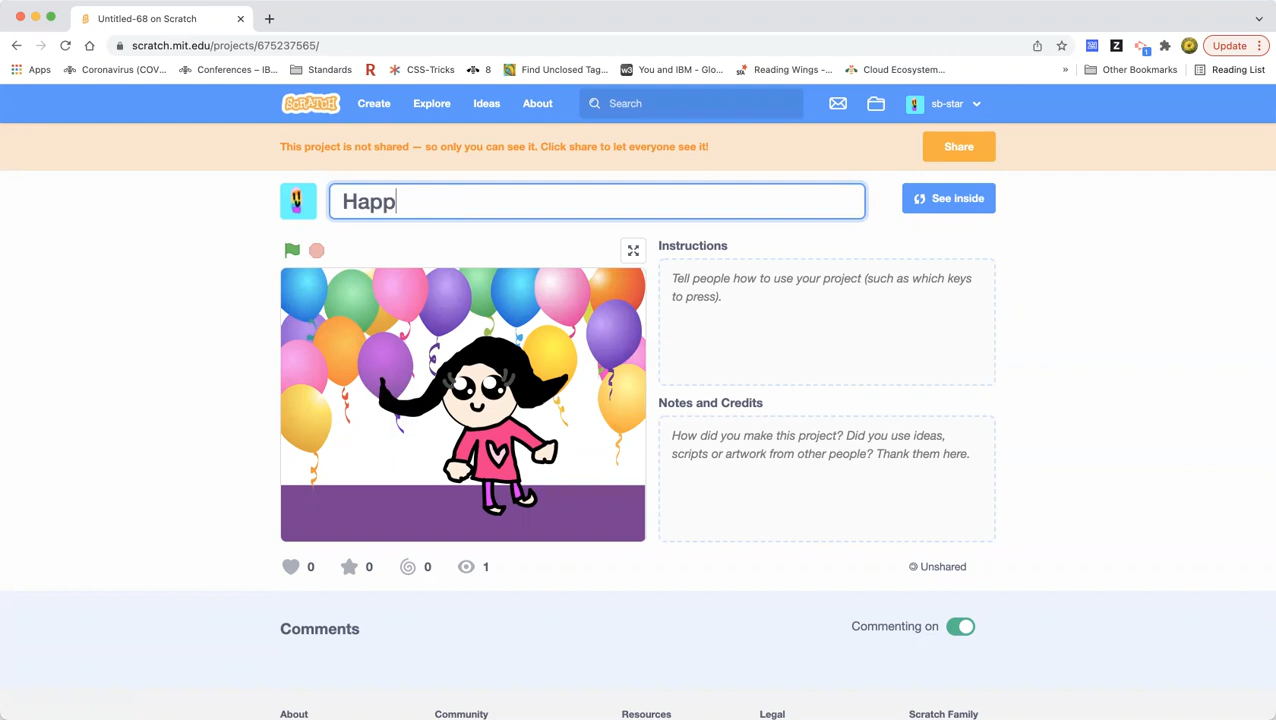 Untitled-68 on Scratch
scratch.mit.edu/projects/675237565/
Update
Apps
Coronavirus (COV...
Conferences – IB...
Standards
R
CSS-Tricks
8
Find Unclosed Tag...
w3
You and IBM - Glo...
STA
Reading Wings -...
Cloud Ecosystem...
»
Other Bookmarks
Reading List
SCRATCH
Create
Explore
Ideas
About
Search
sb-star
This project is not shared — so only you can see it. Click share to let everyone see it!
Share
Happ
See inside
Instructions
Tell people how to use your project (such as which keys
to press).
Notes and Credits
How did you make this project? Did you use ideas,
scripts or artwork from other people? Thank them here.
0
0
0
1
Unshared
Comments
Commenting on
About
Community
Resources
Legal
Scratch Family